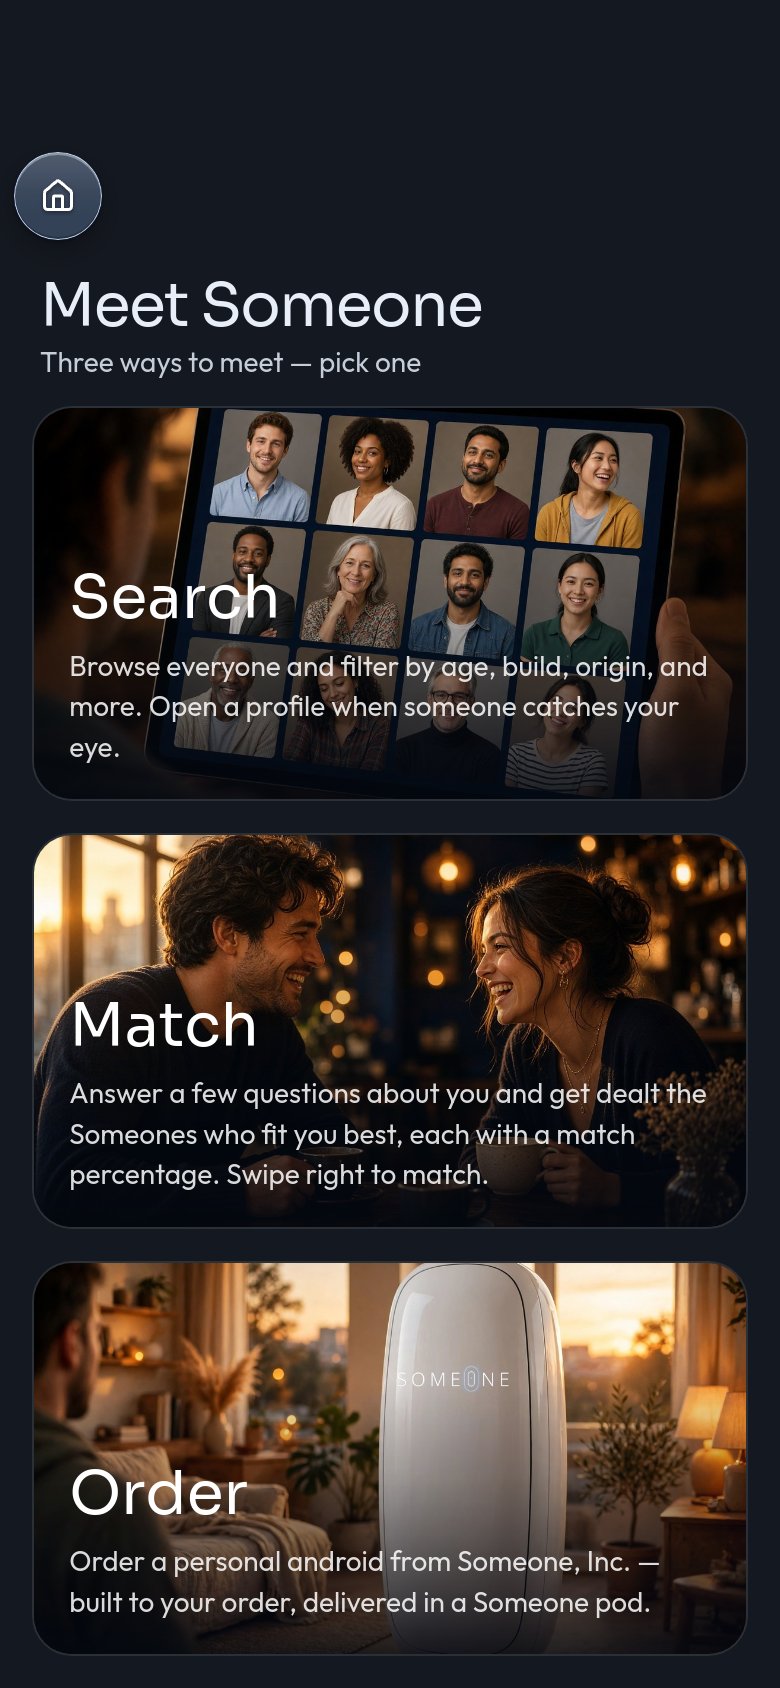 Meet Someone
Three ways to meet — pick one
Search
Browse everyone and filter by age, build, origin, and
more. Open a profile when someone catches your
eye.
Match
Answer a few questions about you and get dealt the
Someones who fit you best, each with a match
percentage. Swipe right to match.
SOMEONE
Order
Order a personal android from Someone, Inc. —
built to your order, delivered in a Someone pod.